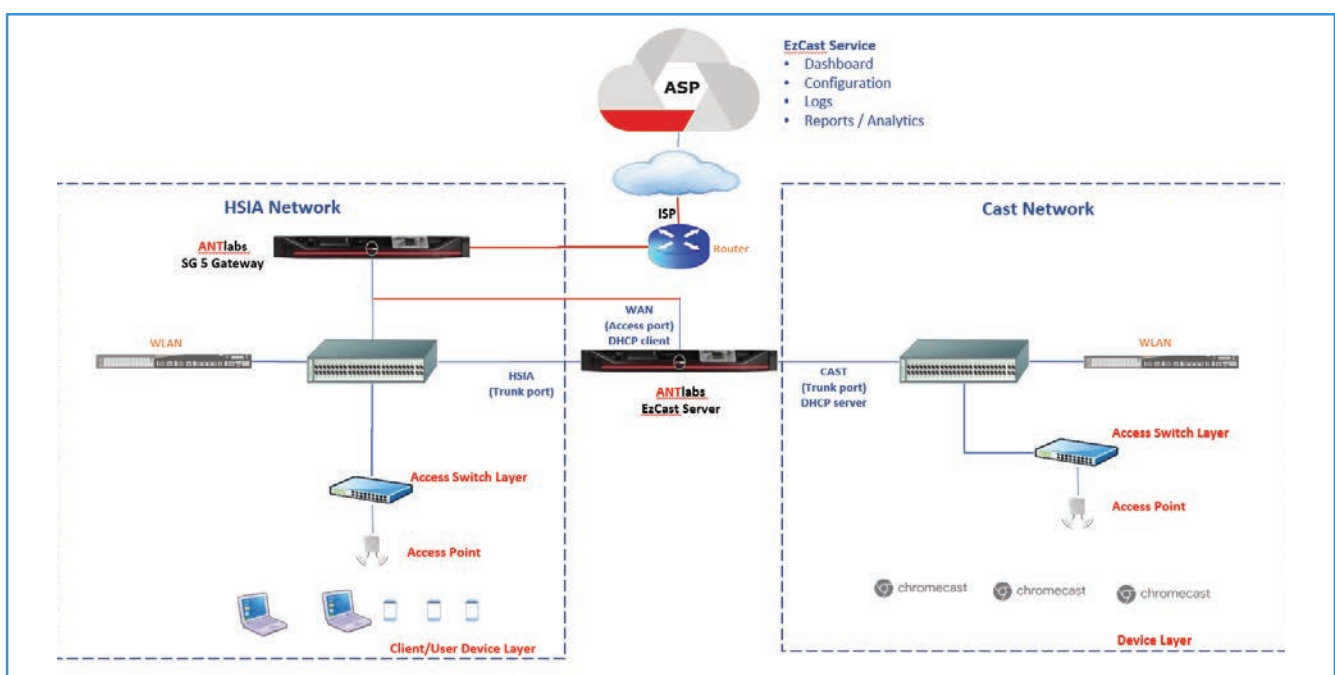 ASP
EzCast Service
• Dashboard
• Configuration
• Logs
• Reports / Analytics
HSIA Network
ANTlabs
SG 5 Gateway
ISP
Router
Cast Network
WLAN
WAN
(Access port)
DHCP client
HSIA
(Trunk port)
ANTlabs
EzCast Server
CAST
(Trunk port)
DHCP server
WLAN
Access Switch Layer
Access Point
Client/User Device Layer
Access Switch Layer
Access Point
chromecast
chromecast
chromecast
Device Layer